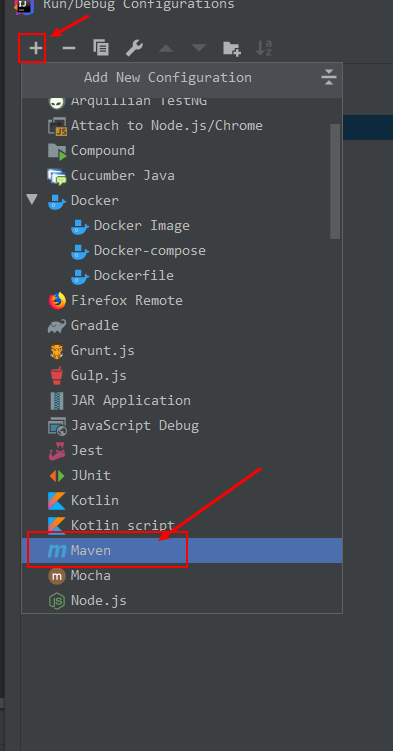 Run/Debug Configurations
Add New Configuration
Arquillian TestNG
Attach to Node.js/Chrome
Compound
Cucumber Java
Docker
Docker Image
Docker-compose
Dockerfile
Firefox Remote
Gradle
Grunt.js
Gulp.js
JAR Application
JavaScript Debug
Jest
JUnit
Kotlin
Kotlin script
Maven
Mocha
Node.js